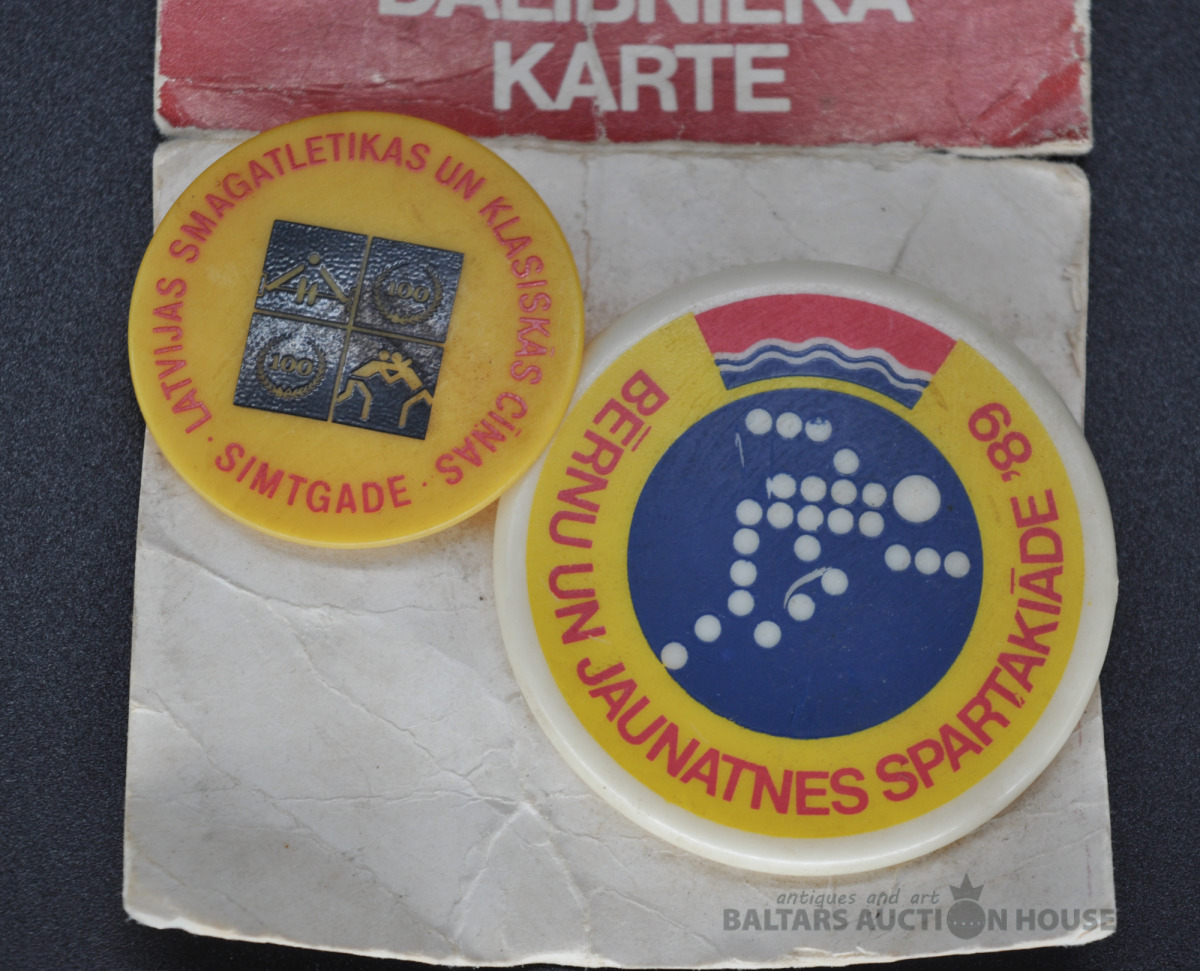 DALĪBNIEKA
KARTE
LATVIJAS SMAGATLETIKAS UN KLASISKĀS CĪŅAS
· SIMTGADE ·
100
100
BĒRNU UN JAUNATNES SPARTAKIĀDE '89
antiques and art
BALTARS AUCTION HOUSE